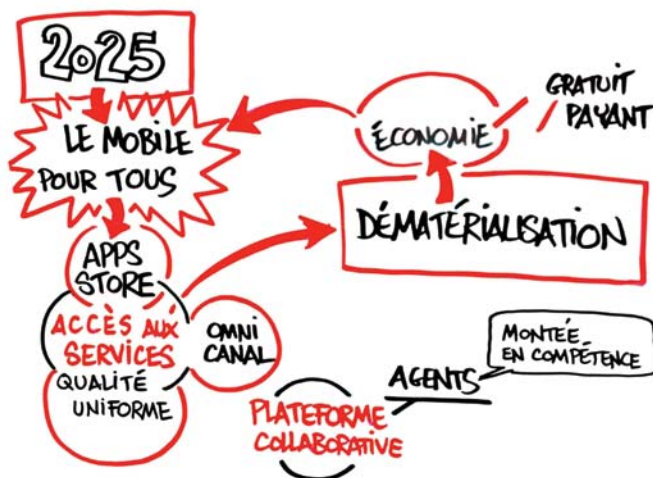 2025
LE MOBILE
POUR TOUS
APPS
STORE
ACCÈS AUX
SERVICES
QUALITÉ
UNIFORME
OMNI
CANAL
DÉMATÉRIALISATION
ÉCONOMIE
GRATUIT
PAYANT
PLATEFORME
COLLABORATIVE
AGENTS
MONTÉE
EN COMPÉTENCE